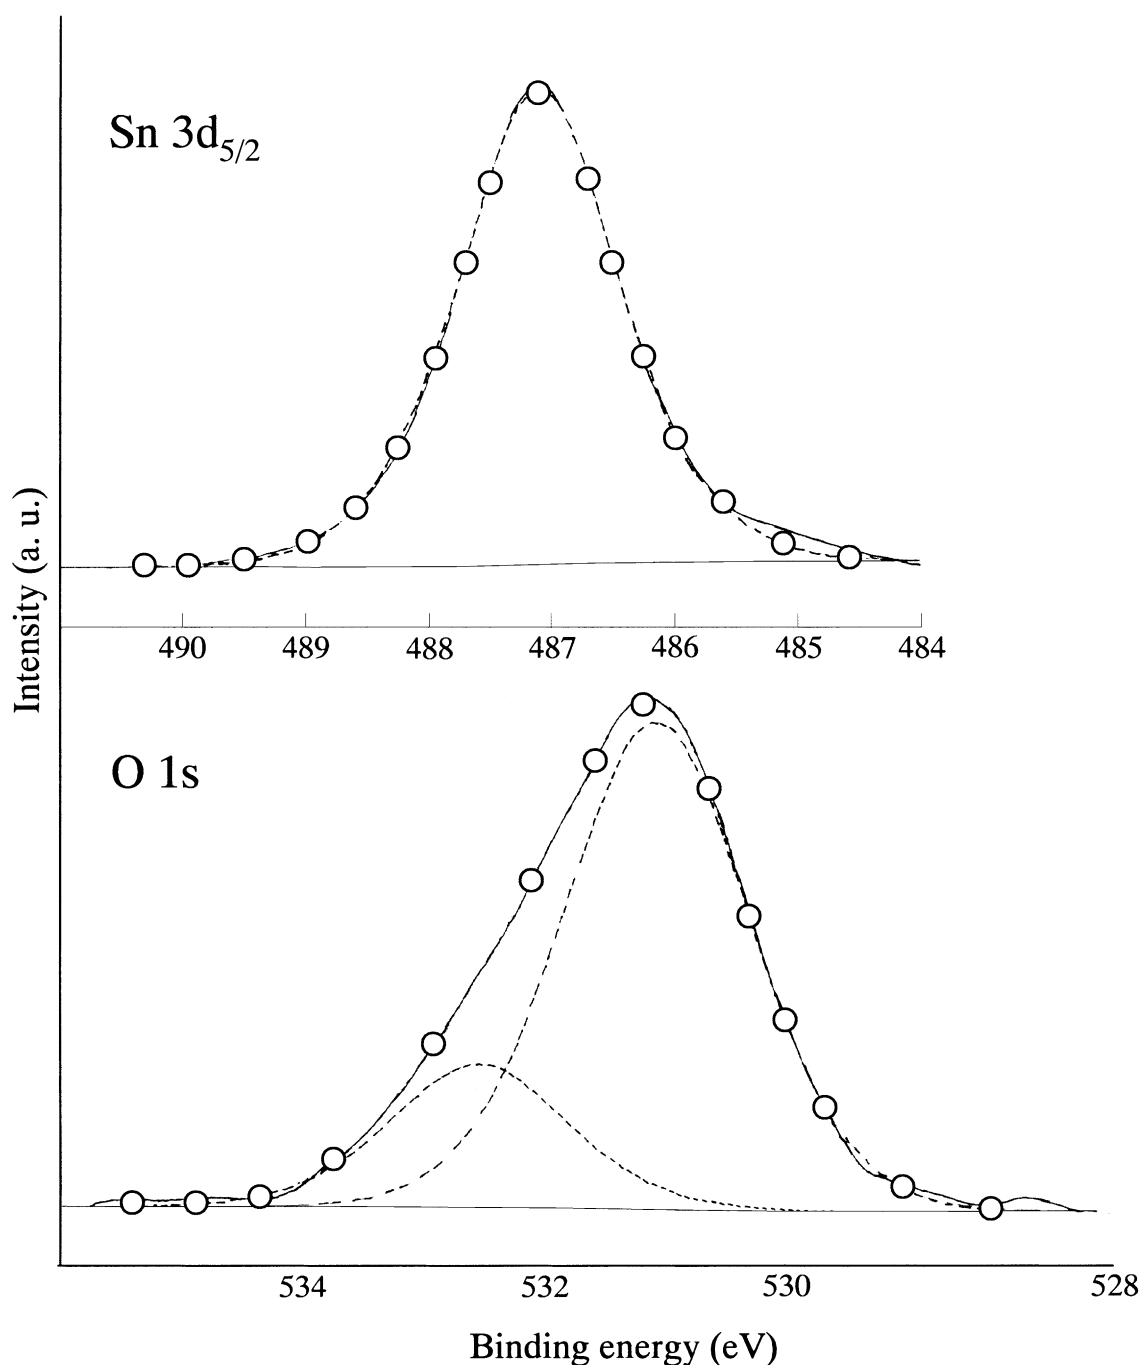 Sn 3d5/2
Intensity (a. u.)
490 489 488 487 486 485 484
O 1s
534 532 530 528
Binding energy (eV)